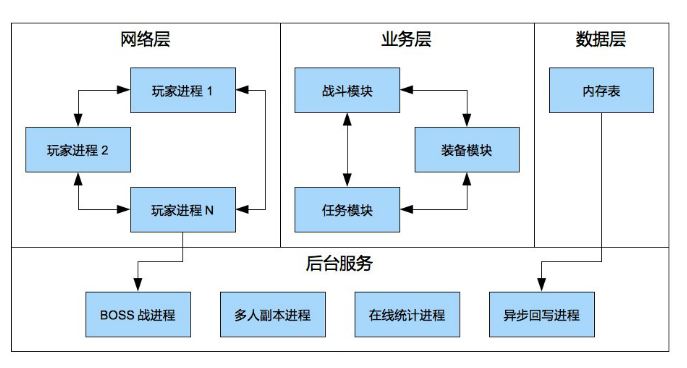 网络层
业务层
数据层
玩家进程 1
战斗模块
内存表
玩家进程 2
装备模块
玩家进程 N
任务模块
后台服务
BOSS 战进程
多人副本进程
在线统计进程
异步回写进程